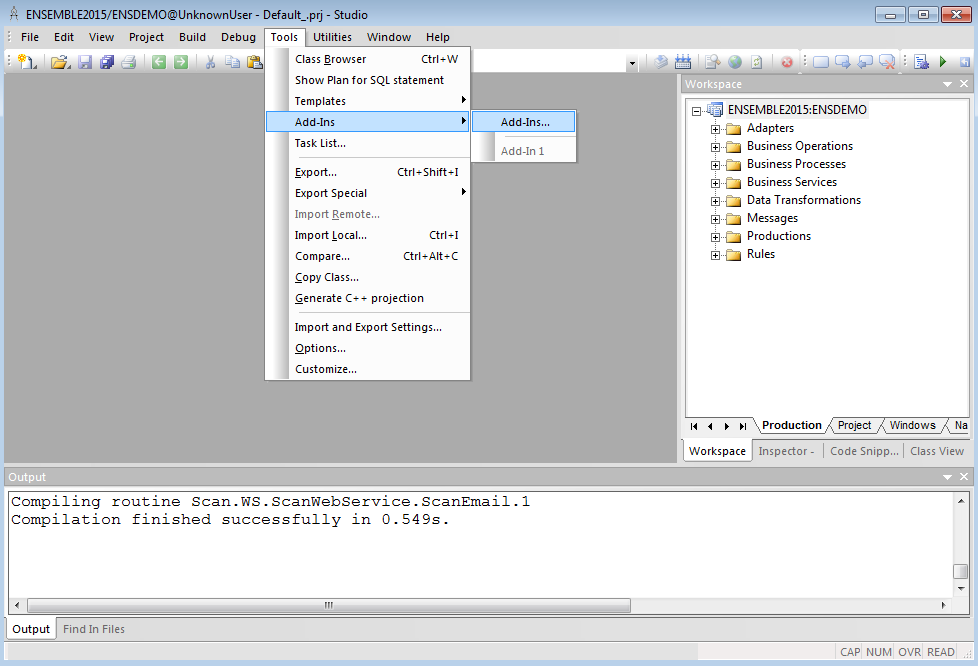 ENSEMBLE2015/ENSDEMO@UnknownUser - Default_.prj - Studio
File Edit View Project Build Debug Tools Utilities Window Help
Class Browser Ctrl+W
Show Plan for SQL statement
Templates
Add-Ins
Task List...
Export... Ctrl+Shift+I
Export Special
Import Remote...
Import Local... Ctrl+I
Compare... Ctrl+Alt+C
Copy Class...
Generate C++ projection
Import and Export Settings...
Options...
Customize...
Add-Ins...
Add-In 1
Workspace
ENSEMBLE2015:ENSDEMO
Adapters
Business Operations
Business Processes
Business Services
Data Transformations
Messages
Productions
Rules
Production Project Windows Na
Workspace Inspector - Code Snipp... Class View
Output
Compiling routine Scan.WS.ScanWebService.ScanEmail.1
Compilation finished successfully in 0.549s.
Output Find In Files
CAP NUM OVR READ